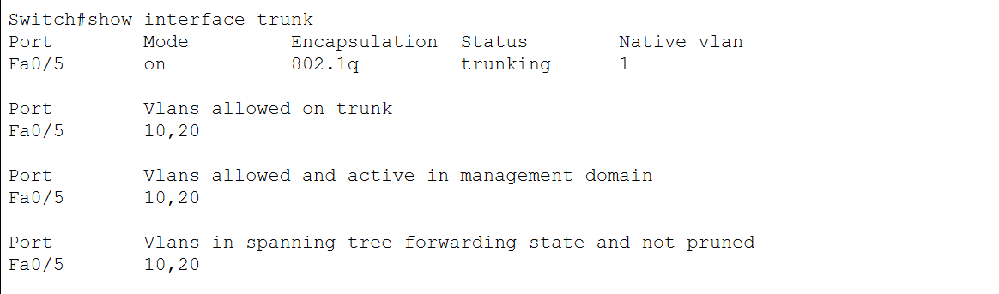 Switch#show interface trunk
Port Mode Encapsulation Status Native vlan
Fa0/5 on 802.1q trunking 1
Port Vlans allowed on trunk
Fa0/5 10,20
Port Vlans allowed and active in management domain
Fa0/5 10,20
Port Vlans in spanning tree forwarding state and not pruned
Fa0/5 10,20